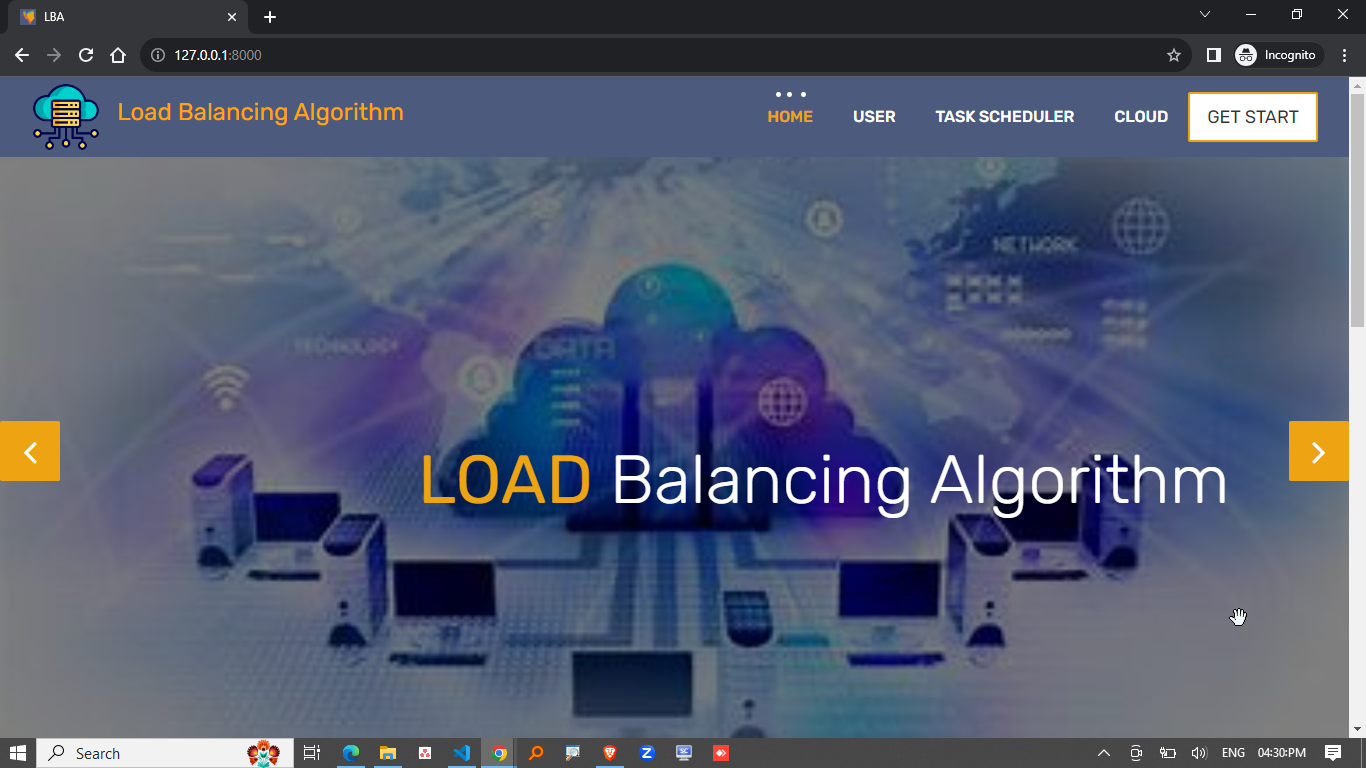 LBA
127.0.0.1:8000
Incognito
Load Balancing Algorithm
HOME
USER
TASK SCHEDULER
CLOUD
GET START
NETWORK
TECHNOLOGY
DATA
LOAD Balancing Algorithm
Search
ENG
04:30:PM